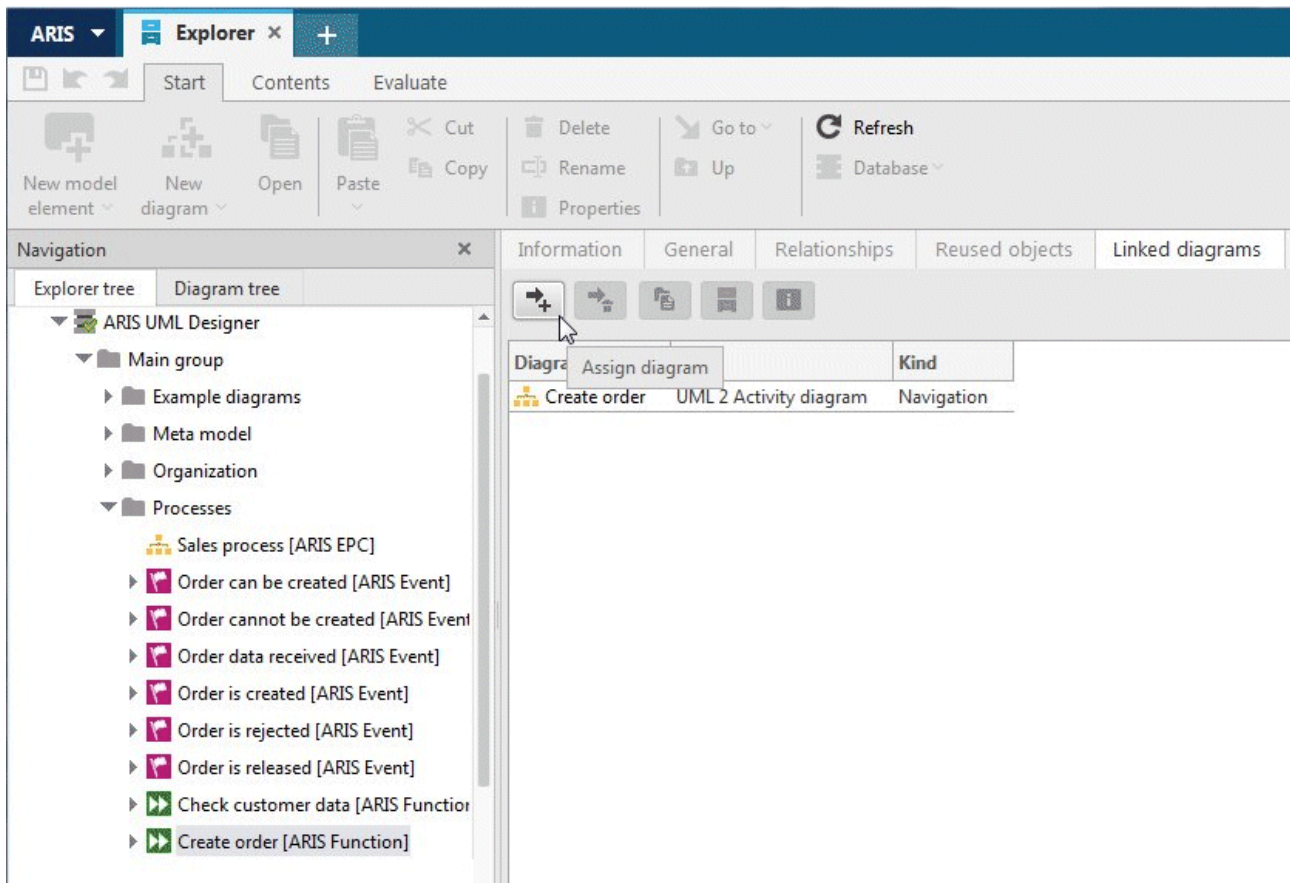 ARIS Explorer
Start Contents Evaluate
New model element
New diagram
Open
Paste
Cut
Copy
Delete
Rename
Properties
Go to
Up
Refresh
Database
Navigation
Explorer tree Diagram tree
ARIS UML Designer
Main group
Example diagrams
Meta model
Organization
Processes
Sales process [ARIS EPC]
Order can be created [ARIS Event]
Order cannot be created [ARIS Event
Order data received [ARIS Event]
Order is created [ARIS Event]
Order is rejected [ARIS Event]
Order is released [ARIS Event]
Check customer data [ARIS Function
Create order [ARIS Function]
Information General Relationships Reused objects Linked diagrams
Diagra Kind
Assign diagram
Create order UML 2 Activity diagram Navigation